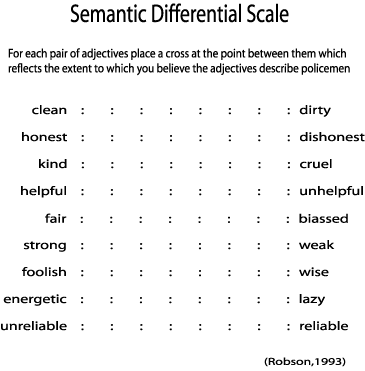 Semantic Differential Scale
For each pair of adjectives place a cross at the point between them which
reflects the extent to which you believe the adjectives describe policemen
clean : : : : : : : : dirty
honest : : : : : : : : dishonest
kind : : : : : : : : cruel
helpful : : : : : : : : unhelpful
fair : : : : : : : : biassed
strong : : : : : : : : weak
foolish : : : : : : : : wise
energetic : : : : : : : : lazy
unreliable : : : : : : : : reliable
(Robson,1993)